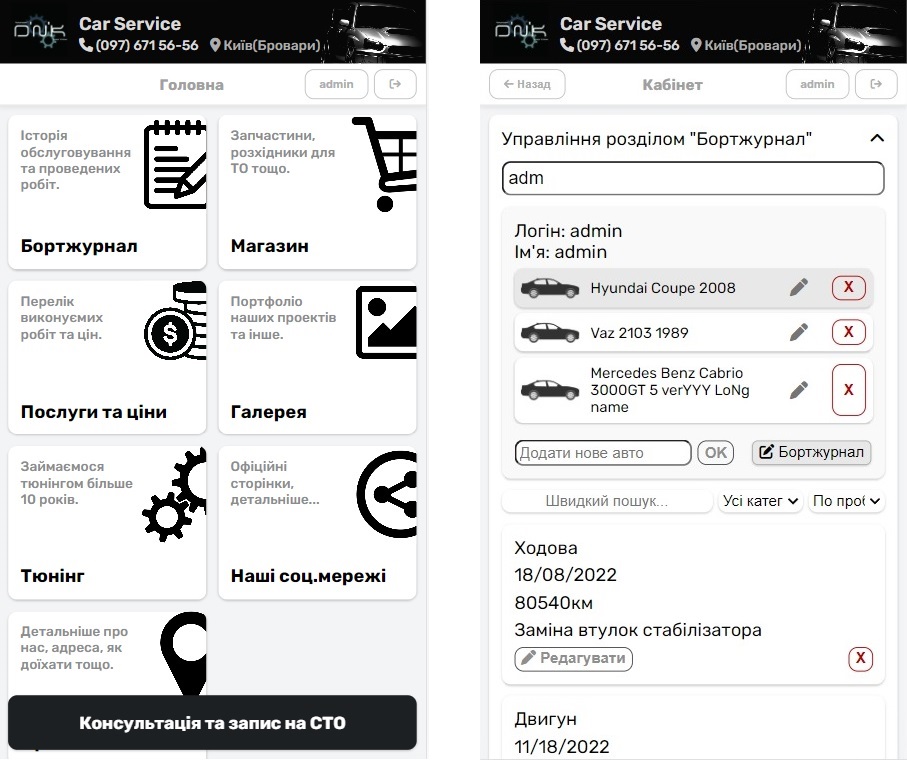 DNK
Car Service
(097) 671 56-56 Київ(Бровари)
Головна
admin
Історія
обслуговування
та проведених
робіт.
Бортжурнал
Запчастини,
розхідники для
ТО тощо.
Магазин
Перелік
виконуємих
робіт та цін.
Послуги та ціни
Портфоліо
наших проектів
та інше.
Галерея
Займаємося
тюнінгом більше
10 років.
Тюнінг
Офіційні
сторінки,
детальніше...
Наші соц.мережі
Детальніше про
нас, адреса, як
доїхати тощо.
Консультація та запис на СТО
DNK
Car Service
(097) 671 56-56 Київ(Бровари)
← Назад
Кабінет
admin
Управління розділом "Бортжурнал"
adm
Логін: admin
Ім'я: admin
Hyundai Coupe 2008 X
Vaz 2103 1989 X
Mercedes Benz Cabrio
3000GT 5 verYYY LoNg
name
X
Додати нове авто OK Бортжурнал
Швидкий пошук... Усі катег По проб
Ходова
18/08/2022
80540км
Заміна втулок стабілізатора
Редагувати X
Двигун
11/18/2022